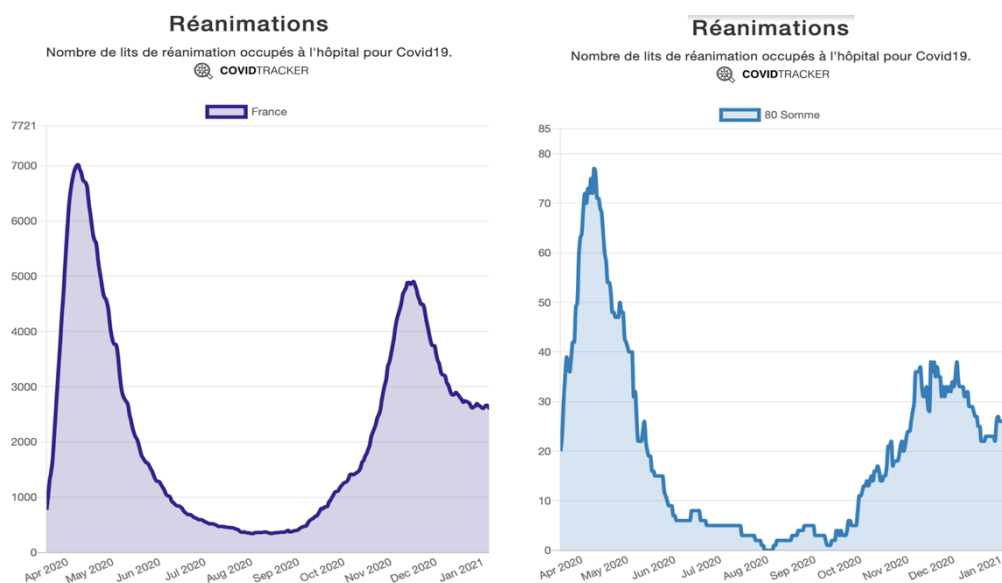 Réanimations
Nombre de lits de réanimation occupés à l'hôpital pour Covid19.
COVIDTRACKER
France
7721
7000
6000
5000
4000
3000
2000
1000
0
Apr 2020 May 2020 Jun 2020 Jul 2020 Aug 2020 Sep 2020 Oct 2020 Nov 2020 Dec 2020 Jan 2021
Réanimations
Nombre de lits de réanimation occupés à l'hôpital pour Covid19.
COVIDTRACKER
80 Somme
85
80
70
60
50
40
30
20
10
0
Apr 2020 May 2020 Jun 2020 Jul 2020 Aug 2020 Sep 2020 Oct 2020 Nov 2020 Dec 2020 Jan 2021